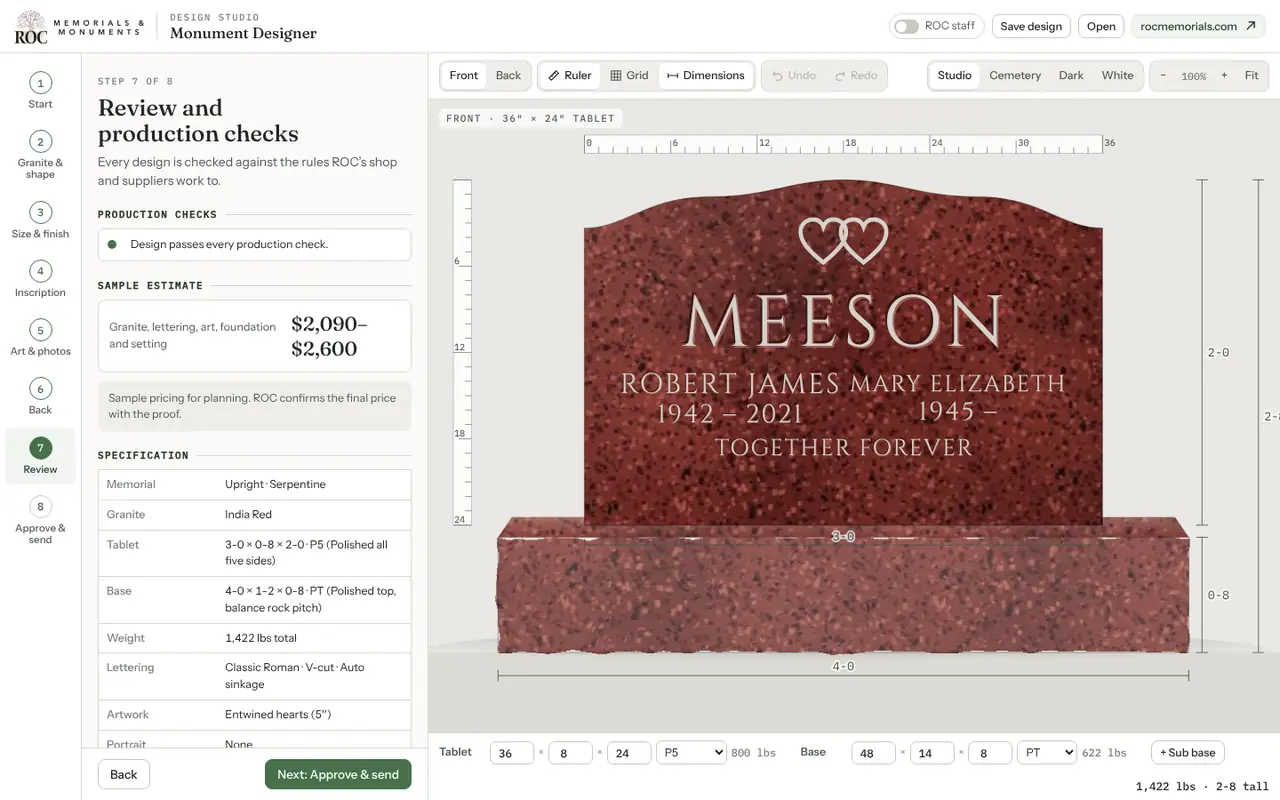 ROC
MEMORIALS &
MONUMENTS
DESIGN STUDIO
Monument Designer
ROC staff
Save design
Open
rocmemorials.com
1
Start
2
Granite &
shape
3
Size & finish
4
Inscription
5
Art & photos
6
Back
7
Review
8
Approve &
send
STEP 7 OF 8
Review and
production checks
Every design is checked against the rules ROC's shop
and suppliers work to.
PRODUCTION CHECKS
Design passes every production check.
SAMPLE ESTIMATE
Granite, lettering, art, foundation
and setting
$2,090–
$2,600
Sample pricing for planning. ROC confirms the final price
with the proof.
SPECIFICATION
Memorial Upright · Serpentine
Granite India Red
Tablet 3-0 × 0-8 × 2-0 · P5 (Polished all
five sides)
Base 4-0 × 1-2 × 0-8 · PT (Polished top,
balance rock pitch)
Weight 1,422 lbs total
Lettering Classic Roman · V-cut · Auto
sinkage
Artwork Entwined hearts (5″)
Portrait None
Back
Next: Approve & send
Front Back Ruler Grid Dimensions Undo Redo Studio Cemetery Dark White − 100% + Fit
FRONT · 36″ × 24″ TABLET
0 6 12 18 24 30 36
6
12
18
24
MEESON
ROBERT JAMES MARY ELIZABETH
1942 – 2021 1945 –
TOGETHER FOREVER
2-0
3-0
0-8
4-0
Tablet 36 × 8 × 24 P5 800 lbs Base 48 × 14 × 8 PT 622 lbs + Sub base
1,422 lbs · 2-8 tall